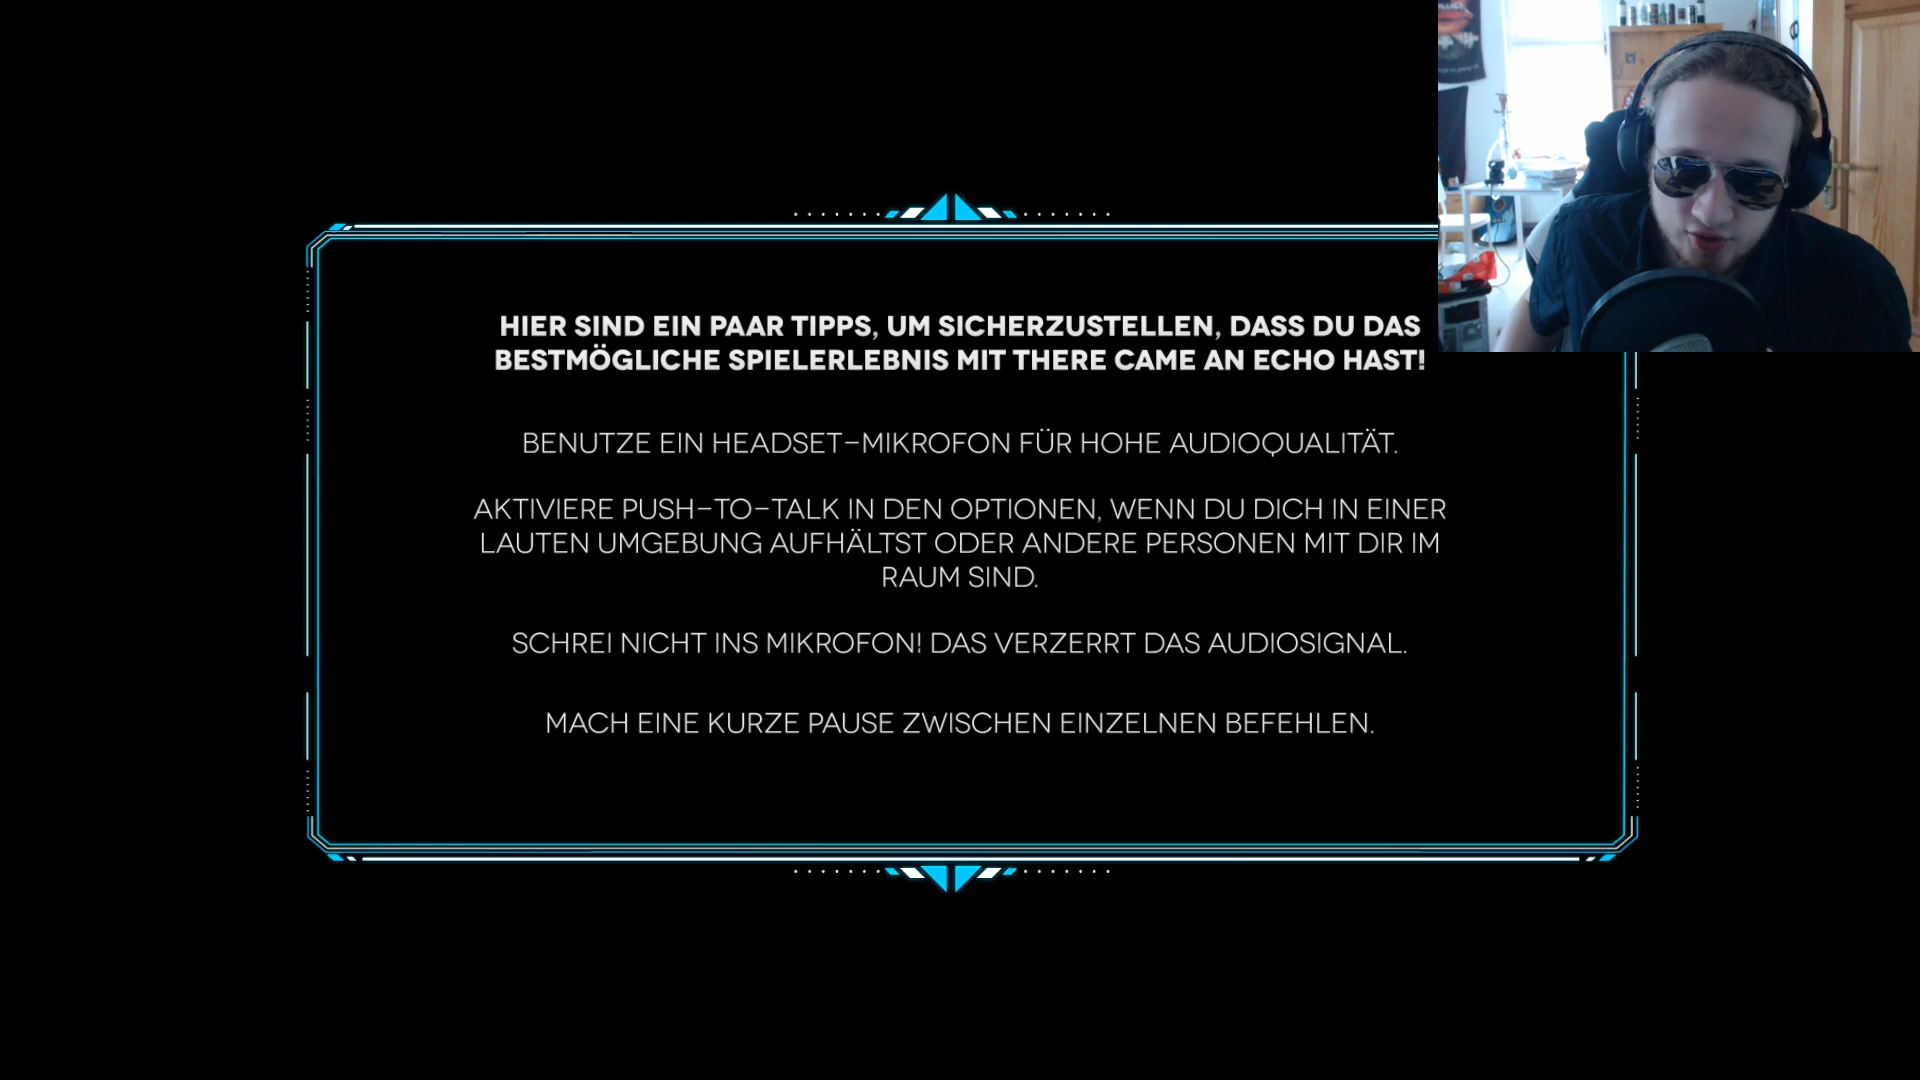 HIER SIND EIN PAAR TIPPS, UM SICHERZUSTELLEN, DASS DU DAS
BESTMÖGLICHE SPIELERLEBNIS MIT THERE CAME AN ECHO HAST!
BENUTZE EIN HEADSET-MIKROFON FÜR HOHE AUDIOQUALITÄT.
AKTIVIERE PUSH-TO-TALK IN DEN OPTIONEN, WENN DU DICH IN EINER
LAUTEN UMGEBUNG AUFHÄLTST ODER ANDERE PERSONEN MIT DIR IM
RAUM SIND.
SCHREI NICHT INS MIKROFON! DAS VERZERRT DAS AUDIOSIGNAL.
MACH EINE KURZE PAUSE ZWISCHEN EINZELNEN BEFEHLEN.